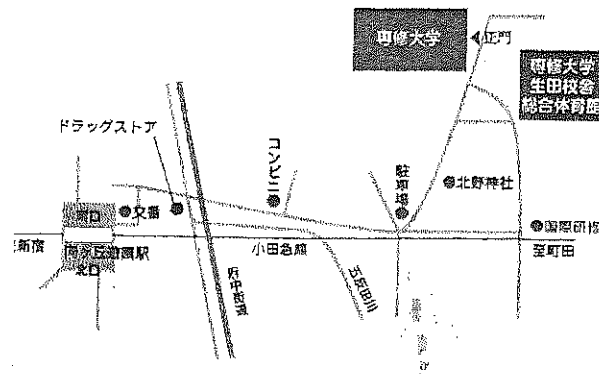 専修大学
正門
専修大学
生田校舎
総合体育館
ドラッグストア
コンビニ
駐車場
北野神社
南口
交番
国際研修
新宿
向ヶ丘遊園駅
小田急線
至町田
北口
府中街道
五反田川